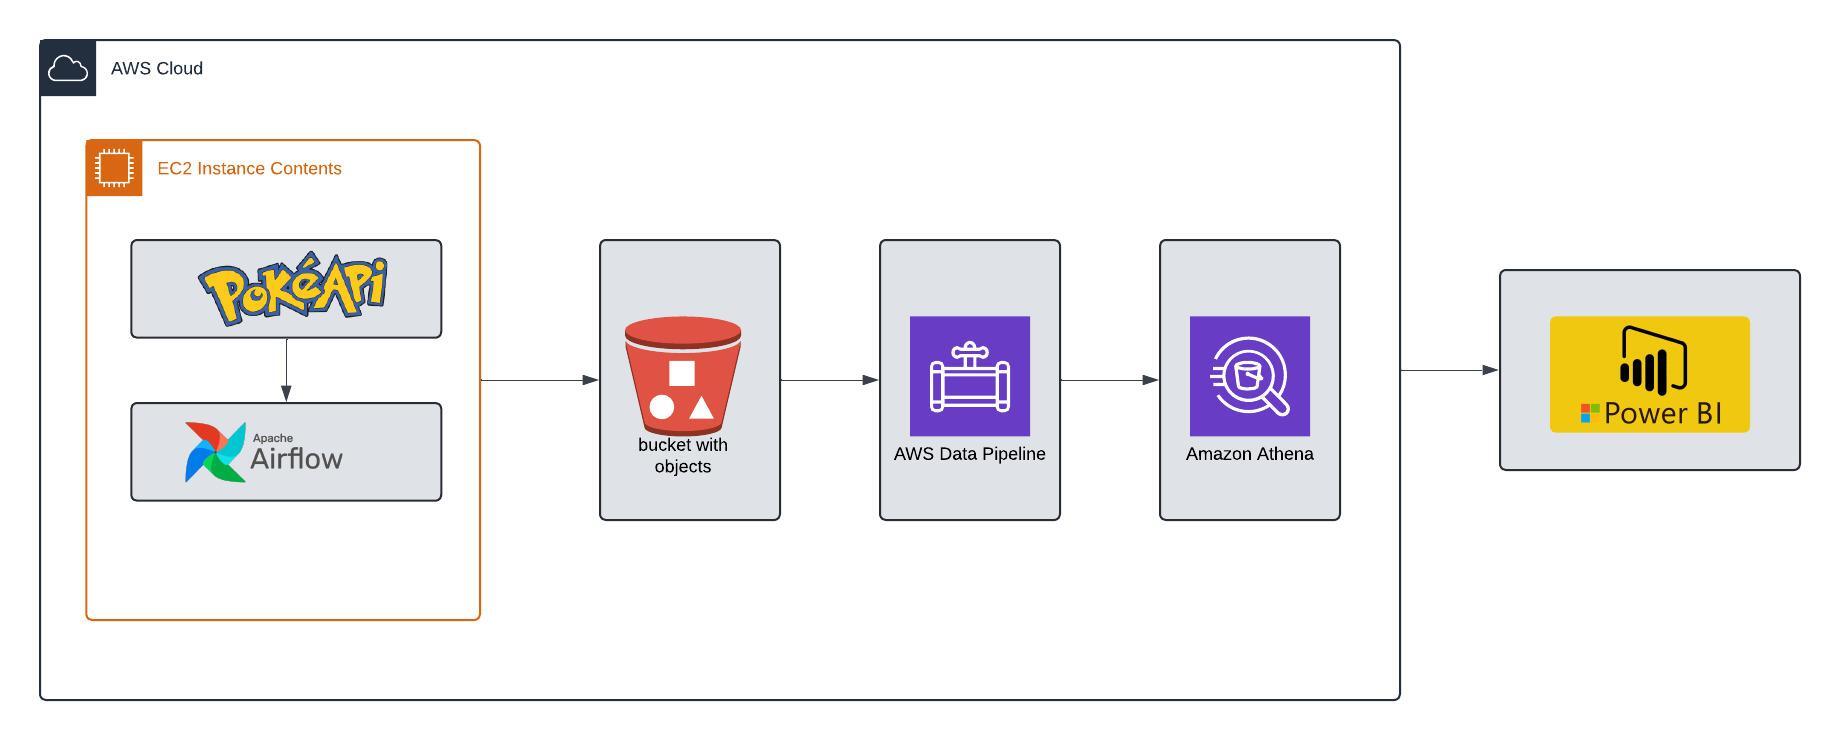 AWS Cloud
EC2 Instance Contents
PokéApi
Apache
Airflow
bucket with
objects
AWS Data Pipeline
Amazon Athena
Power BI